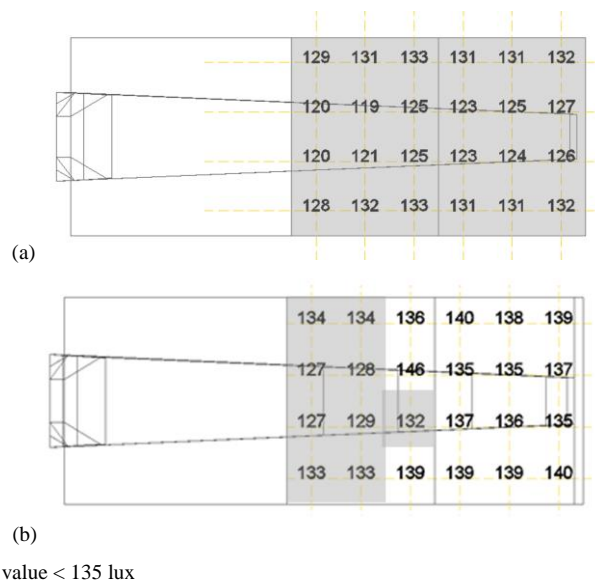 129 131 133 131 131 132
120 119 125 123 125 127
120 121 125 123 124 126
128 132 133 131 131 132
(a)
134 134 136 140 138 139
127 128 146 135 135 137
127 129 132 137 136 135
133 133 139 139 139 140
(b)
value < 135 lux